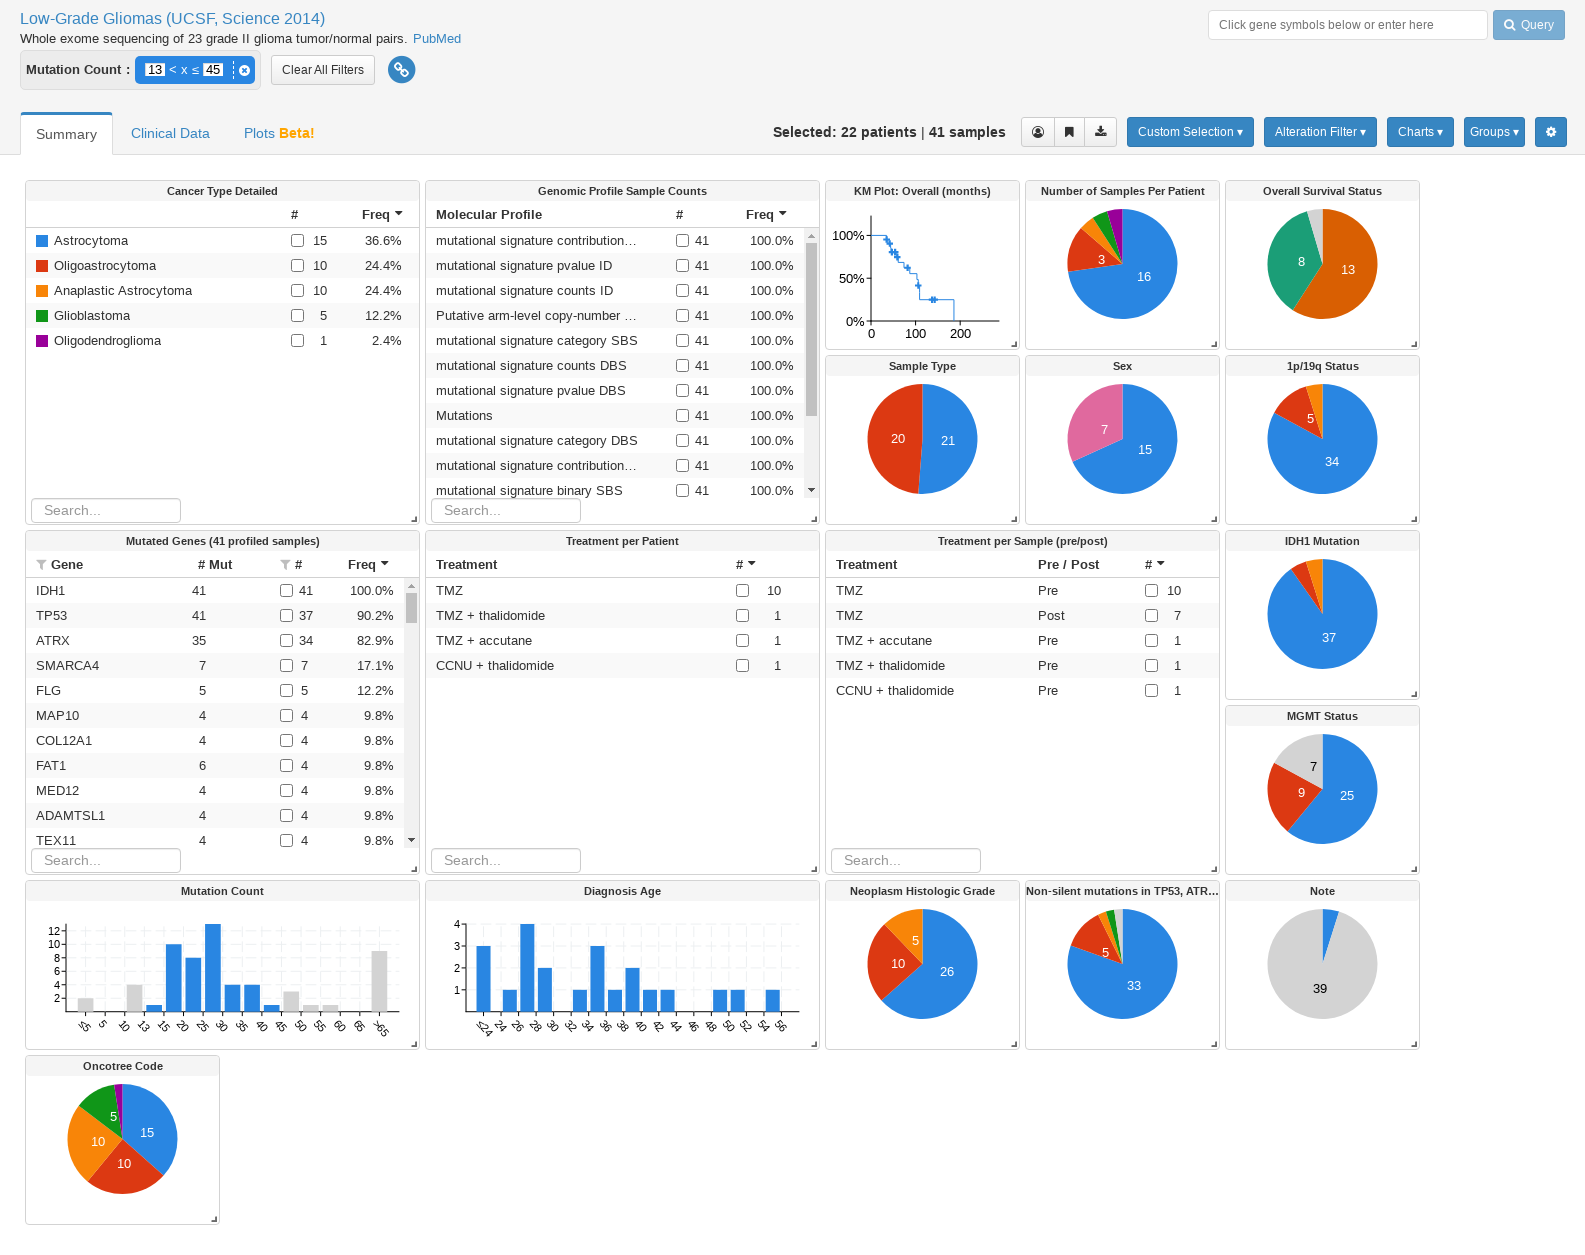 Low-Grade Gliomas (UCSF, Science 2014)
Click gene symbols below or enter here
Query
Whole exome sequencing of 23 grade II glioma tumor/normal pairs. PubMed
Mutation Count : 13 < x ≤ 45
Clear All Filters
Summary
Clinical Data
Plots Beta!
Selected: 22 patients | 41 samples
Custom Selection ▾
Alteration Filter ▾
Charts ▾
Groups ▾
Cancer Type Detailed
# Freq
Astrocytoma 15 36.6%
Oligoastrocytoma 10 24.4%
Anaplastic Astrocytoma 10 24.4%
Glioblastoma 5 12.2%
Oligodendroglioma 1 2.4%
Search...
Genomic Profile Sample Counts
Molecular Profile # Freq
mutational signature contribution… 41 100.0%
mutational signature pvalue ID 41 100.0%
mutational signature counts ID 41 100.0%
Putative arm-level copy-number … 41 100.0%
mutational signature category SBS 41 100.0%
mutational signature counts DBS 41 100.0%
mutational signature pvalue DBS 41 100.0%
Mutations 41 100.0%
mutational signature category DBS 41 100.0%
mutational signature contribution… 41 100.0%
mutational signature binary SBS 41 100.0%
Search...
KM Plot: Overall (months)
100%
50%
0%
0 100 200
Number of Samples Per Patient
3
16
Overall Survival Status
8
13
Sample Type
20
21
Sex
7
15
1p/19q Status
5
34
Mutated Genes (41 profiled samples)
Gene # Mut # Freq
IDH1 41 41 100.0%
TP53 41 37 90.2%
ATRX 35 34 82.9%
SMARCA4 7 7 17.1%
FLG 5 5 12.2%
MAP10 4 4 9.8%
COL12A1 4 4 9.8%
FAT1 6 4 9.8%
MED12 4 4 9.8%
ADAMTSL1 4 4 9.8%
TEX11 4 4 9.8%
Search...
Treatment per Patient
Treatment #
TMZ 10
TMZ + thalidomide 1
TMZ + accutane 1
CCNU + thalidomide 1
Search...
Treatment per Sample (pre/post)
Treatment Pre / Post #
TMZ Pre 10
TMZ Post 7
TMZ + accutane Pre 1
TMZ + thalidomide Pre 1
CCNU + thalidomide Pre 1
Search...
IDH1 Mutation
37
MGMT Status
7
9
25
Mutation Count
12
10
8
6
4
2
≤5 5 10 13 15 20 25 30 35 40 45 50 55 60 65 >65
Diagnosis Age
4
3
2
1
≤24 24 26 28 30 32 34 36 38 40 42 44 46 48 50 52 54 56
Neoplasm Histologic Grade
5
10
26
Non-silent mutations in TP53, ATR…
5
33
Note
39
Oncotree Code
5
15
10
10